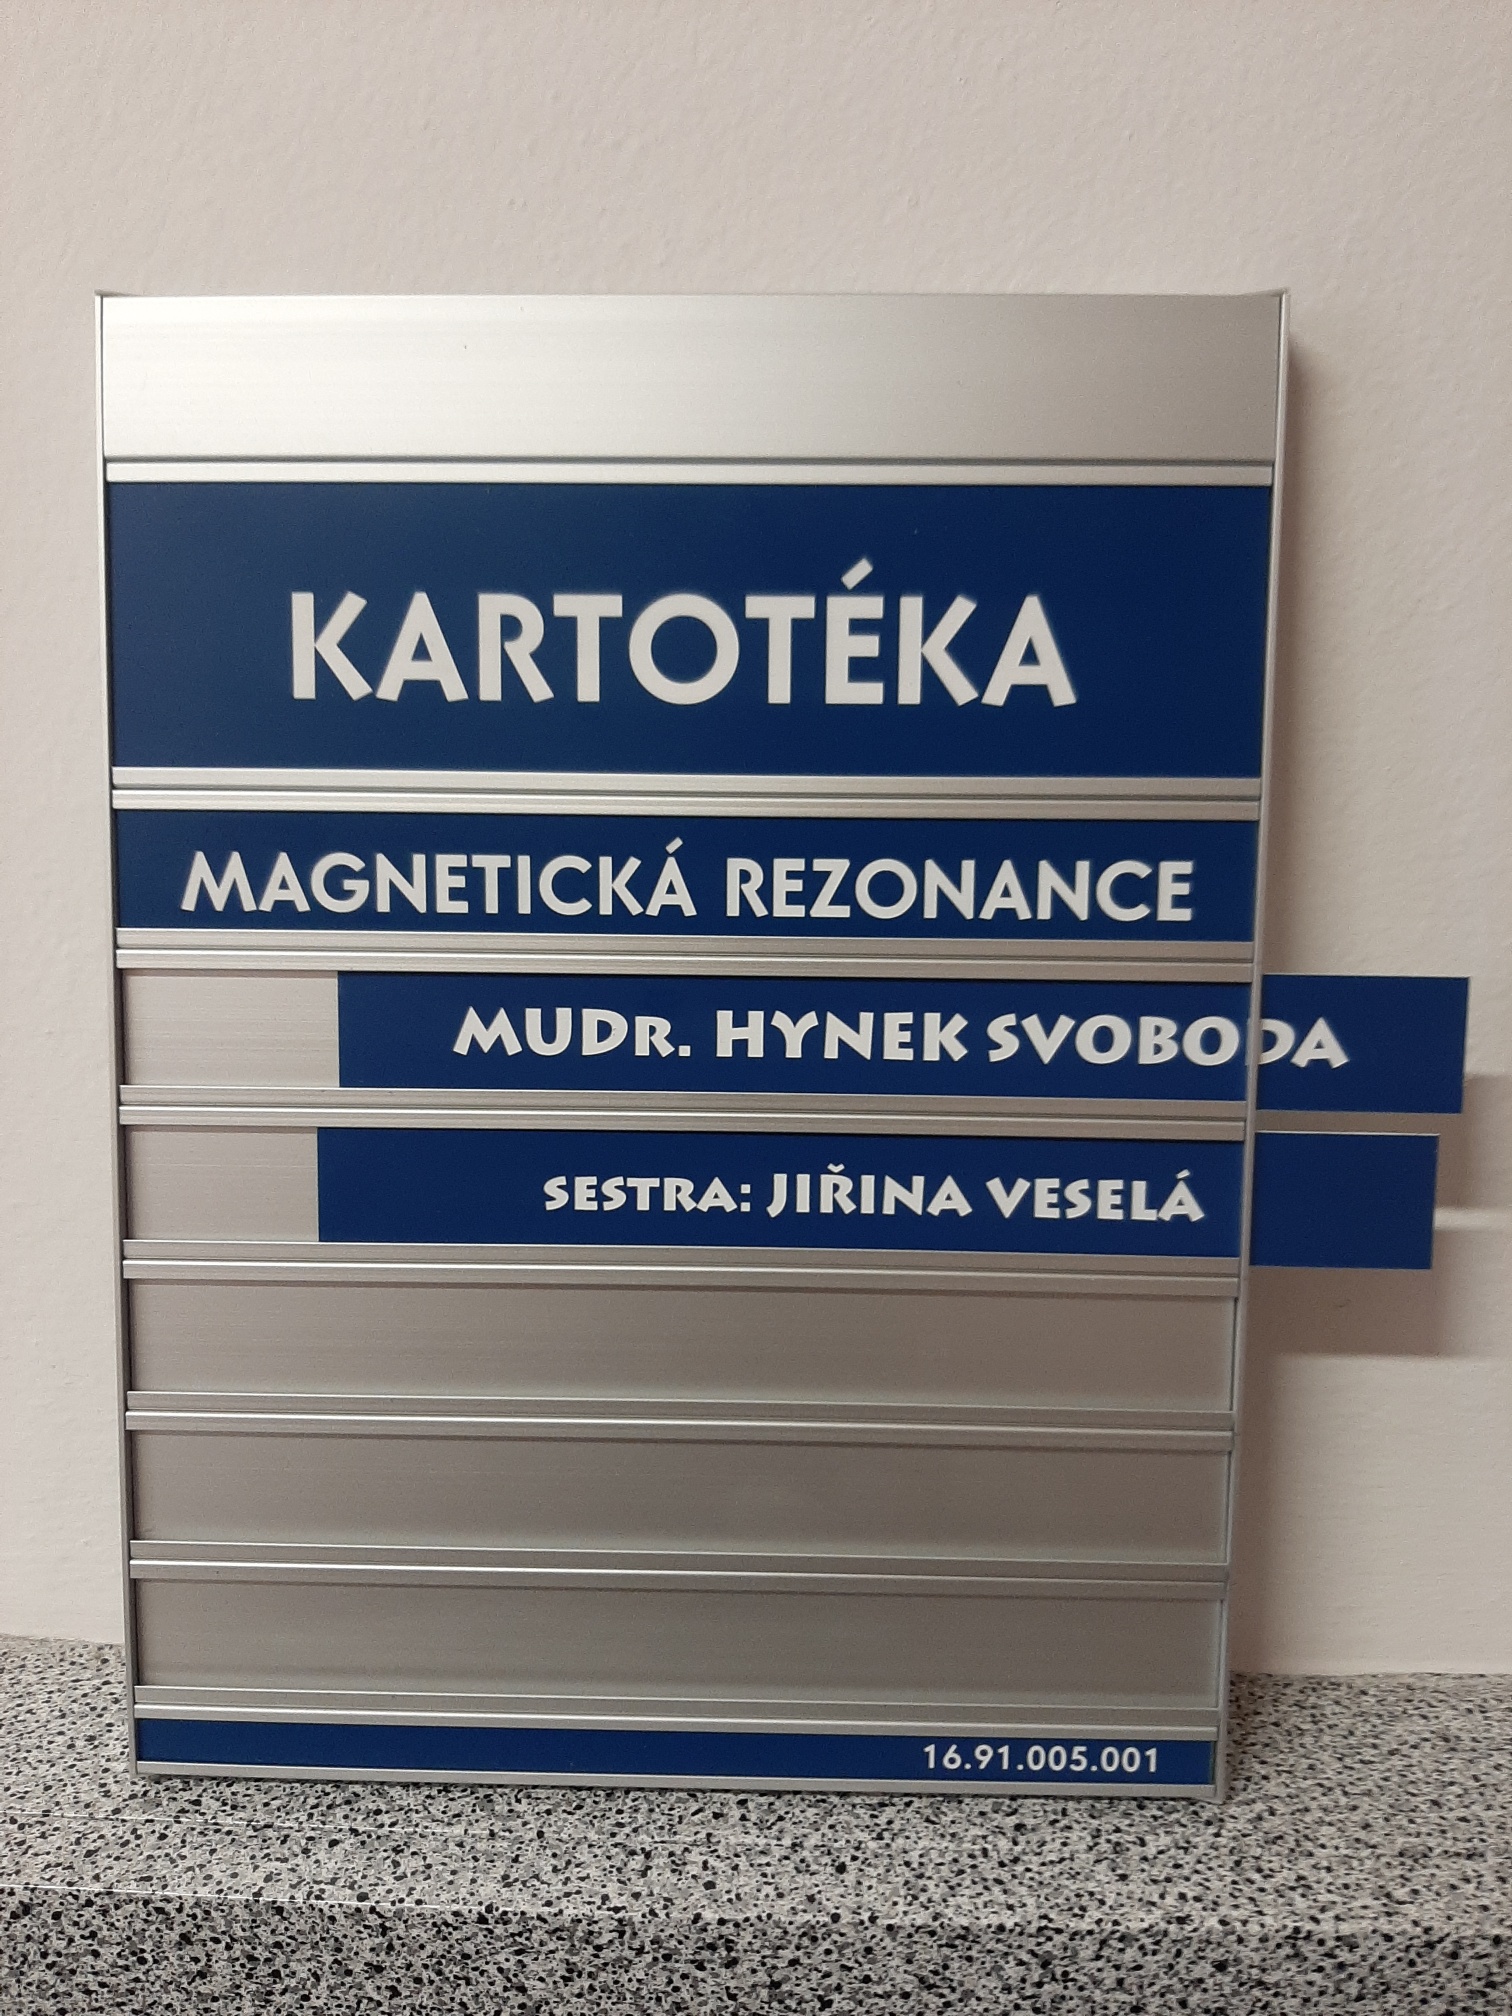 KARTOTÉKA
MAGNETICKÁ REZONANCE
MUDR. HYNEK SVOBODA
SESTRA: JIŘINA VESELÁ
16.91.005.001